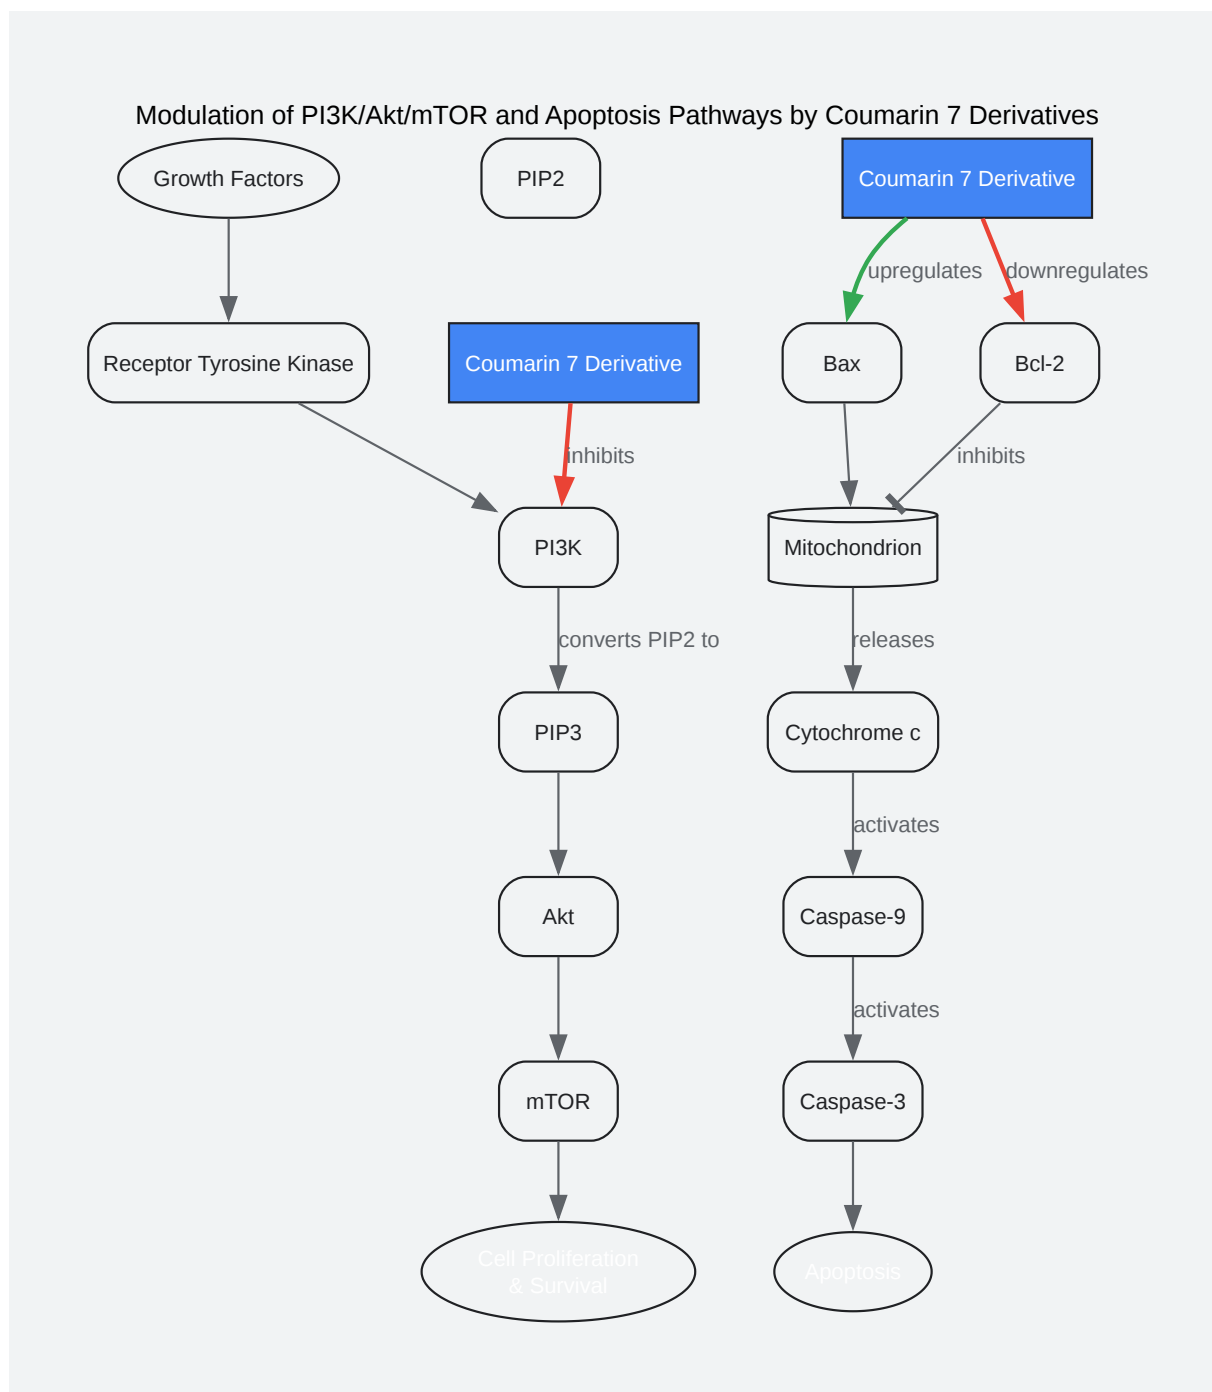 Modulation of PI3K/Akt/mTOR and Apoptosis Pathways by Coumarin 7 Derivatives
Growth Factors
PIP2
Coumarin 7 Derivative
upregulates
downregulates
Receptor Tyrosine Kinase
Coumarin 7 Derivative
Bax
Bcl-2
inhibits
inhibits
PI3K
Mitochondrion
converts PIP2 to
releases
PIP3
Cytochrome c
activates
Akt
Caspase-9
activates
mTOR
Caspase-3
Cell Proliferation
& Survival
Apoptosis